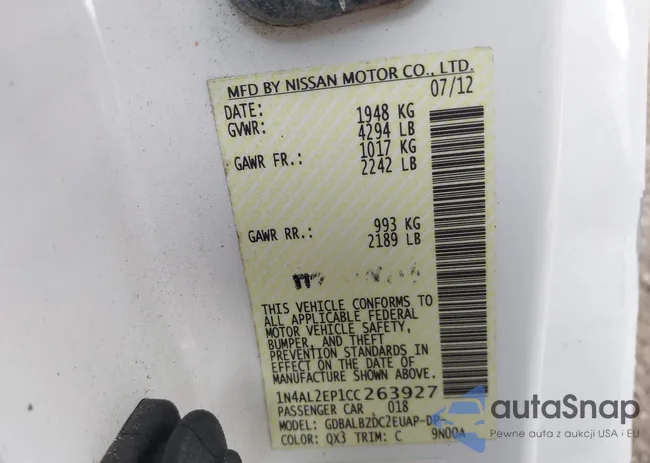 MFD BY NISSAN MOTOR CO., LTD.
DATE: 07/12
GVWR: 1948 KG
4294 LB
GAWR FR.: 1017 KG
2242 LB
GAWR RR.: 993 KG
2189 LB
THIS VEHICLE CONFORMS TO
ALL APPLICABLE FEDERAL
MOTOR VEHICLE SAFETY,
BUMPER, AND THEFT
PREVENTION STANDARDS IN
EFFECT ON THE DATE OF
MANUFACTURE SHOWN ABOVE.
1N4AL2EP1CC263927
PASSENGER CAR 018
MODEL: GDBALBZDC2EUAP-DP
COLOR: QX3 TRIM: C 9N00A
autoSnap
Pewne auta z aukcji USA i EU